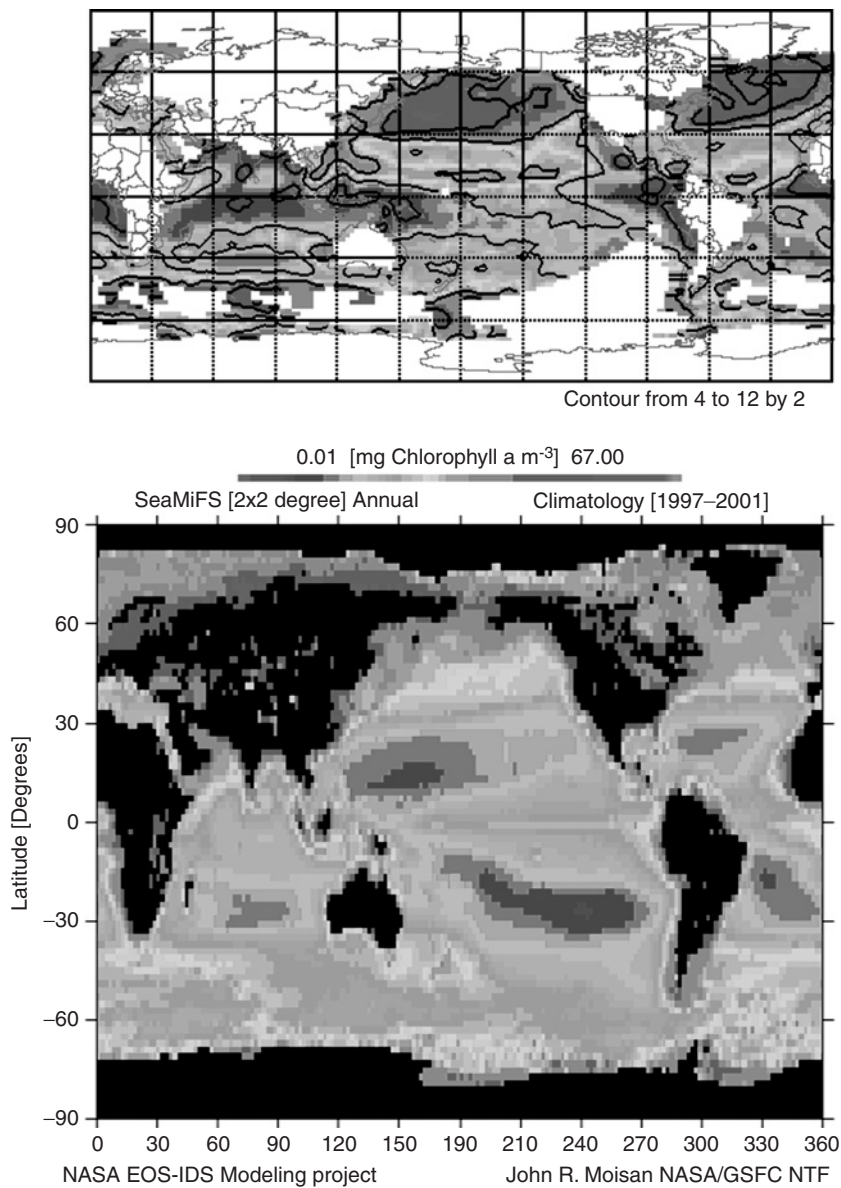 Contour from 4 to 12 by 2
0.01 [mg Chlorophyll a m-3] 67.00
SeaMiFS [2x2 degree] Annual Climatology [1997–2001]
90
60
30
0
–30
–60
–90
Latitude [Degrees]
0 30 60 90 120 150 190 210 240 270 300 330 360
NASA EOS-IDS Modeling project John R. Moisan NASA/GSFC NTF